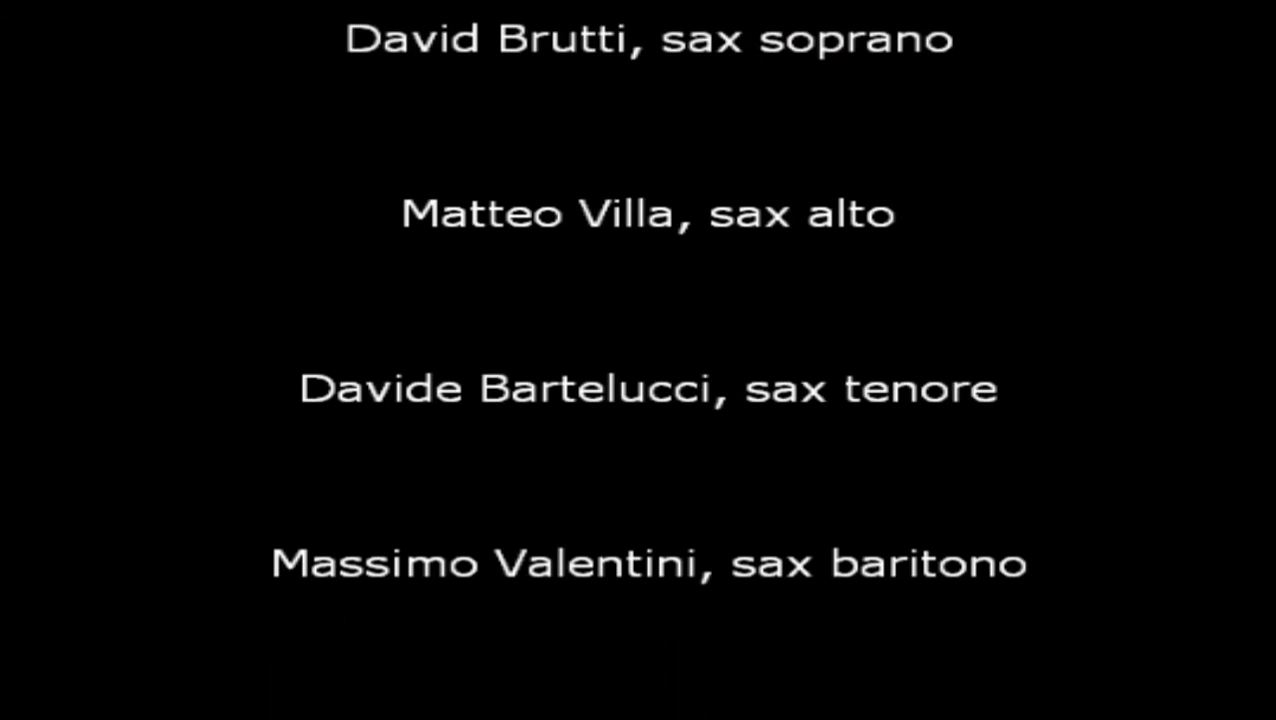 David Brutti, sax soprano
Matteo Villa, sax alto
Davide Bartelucci, sax tenore
Massimo Valentini, sax baritono